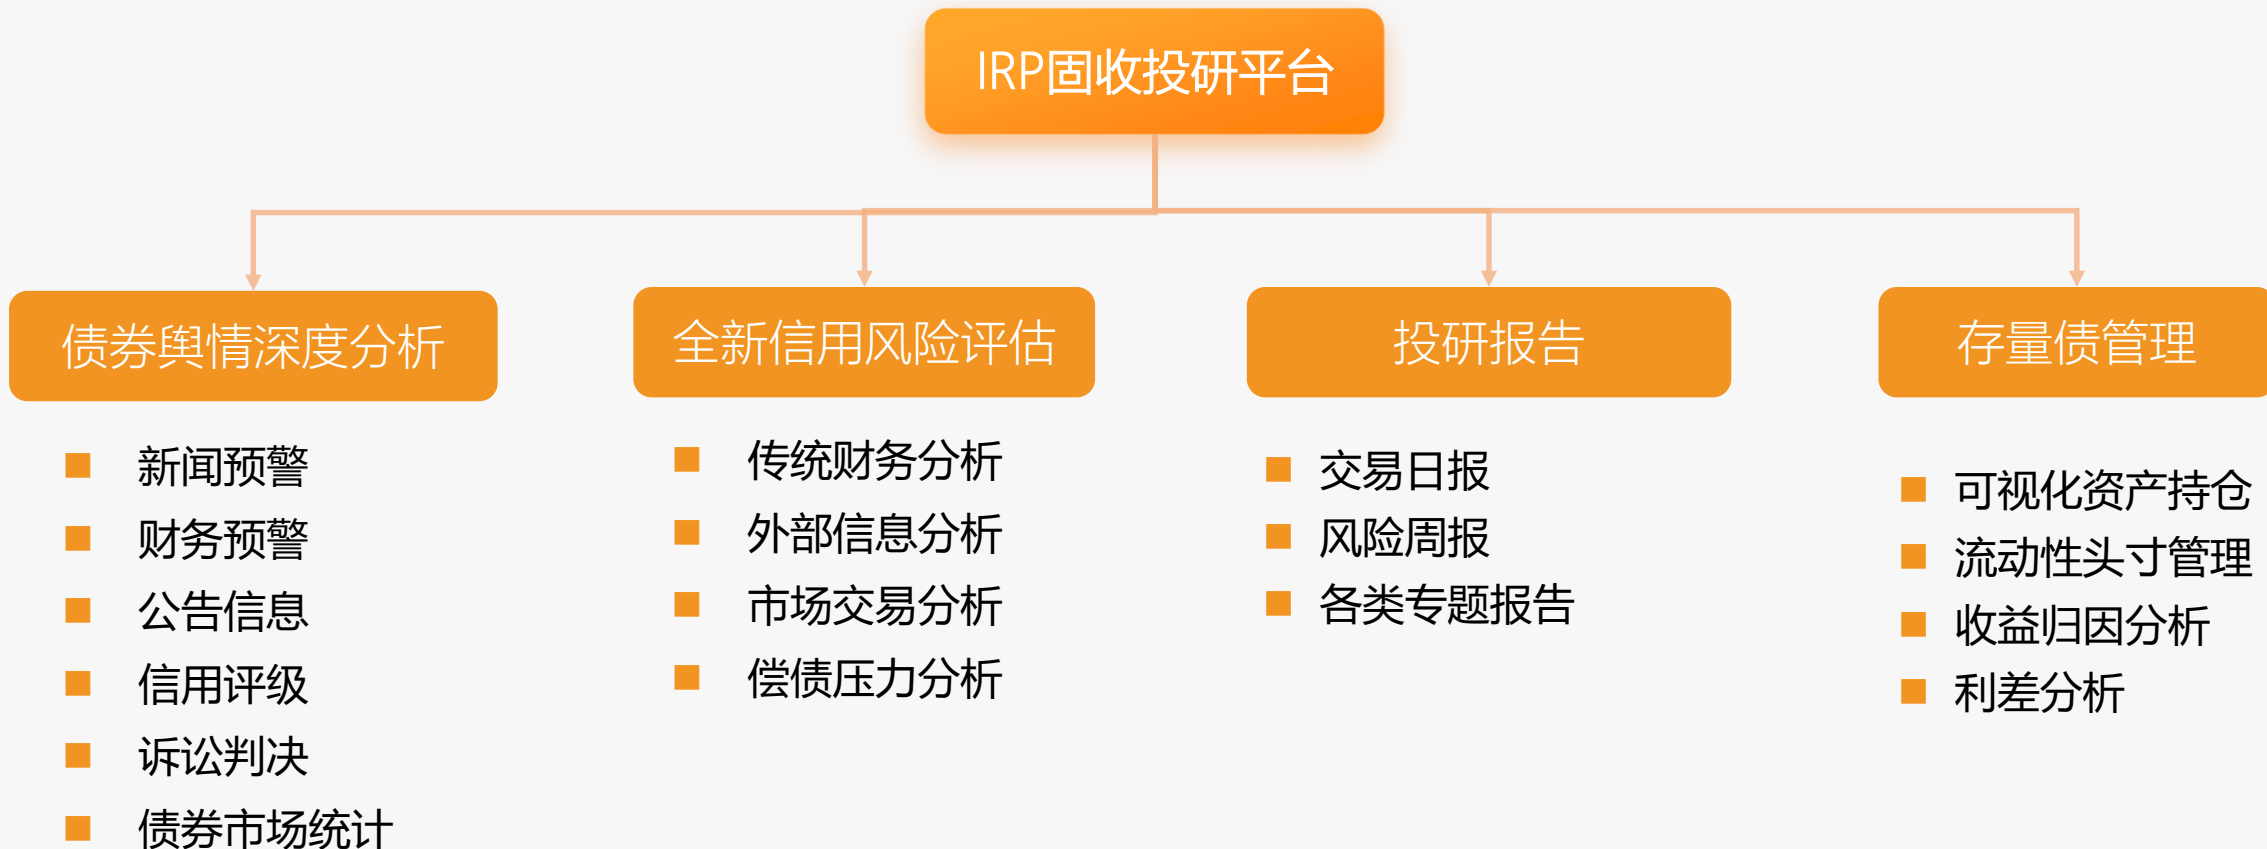 IRP固收投研平台
债券舆情深度分析
新闻预警
财务预警
公告信息
信用评级
诉讼判决
债券市场统计
全新信用风险评估
传统财务分析
外部信息分析
市场交易分析
偿债压力分析
投研报告
交易日报
风险周报
各类专题报告
存量债管理
可视化资产持仓
流动性头寸管理
收益归因分析
利差分析